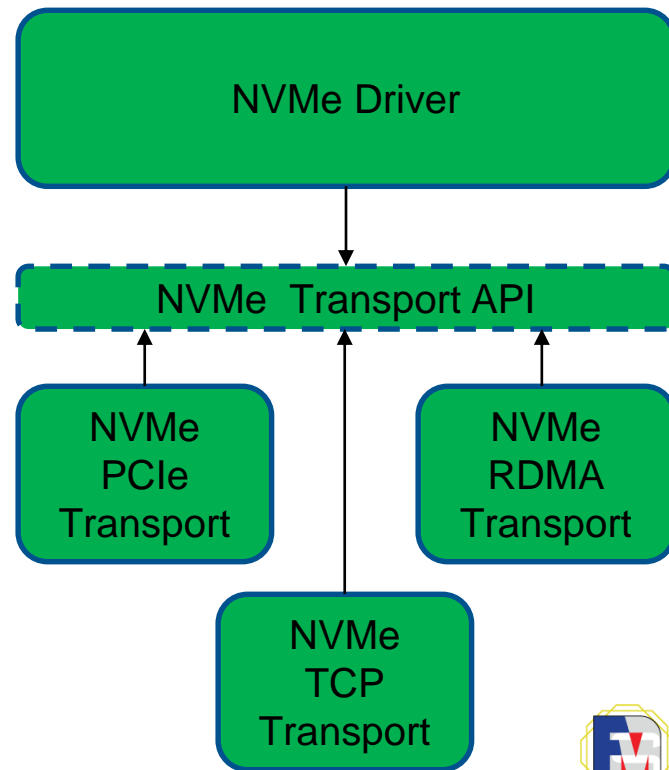 NVMe Driver
NVMe  Transport API
NVMe
PCIe
Transport
NVMe
RDMA
Transport
NVMe
TCP
Transport